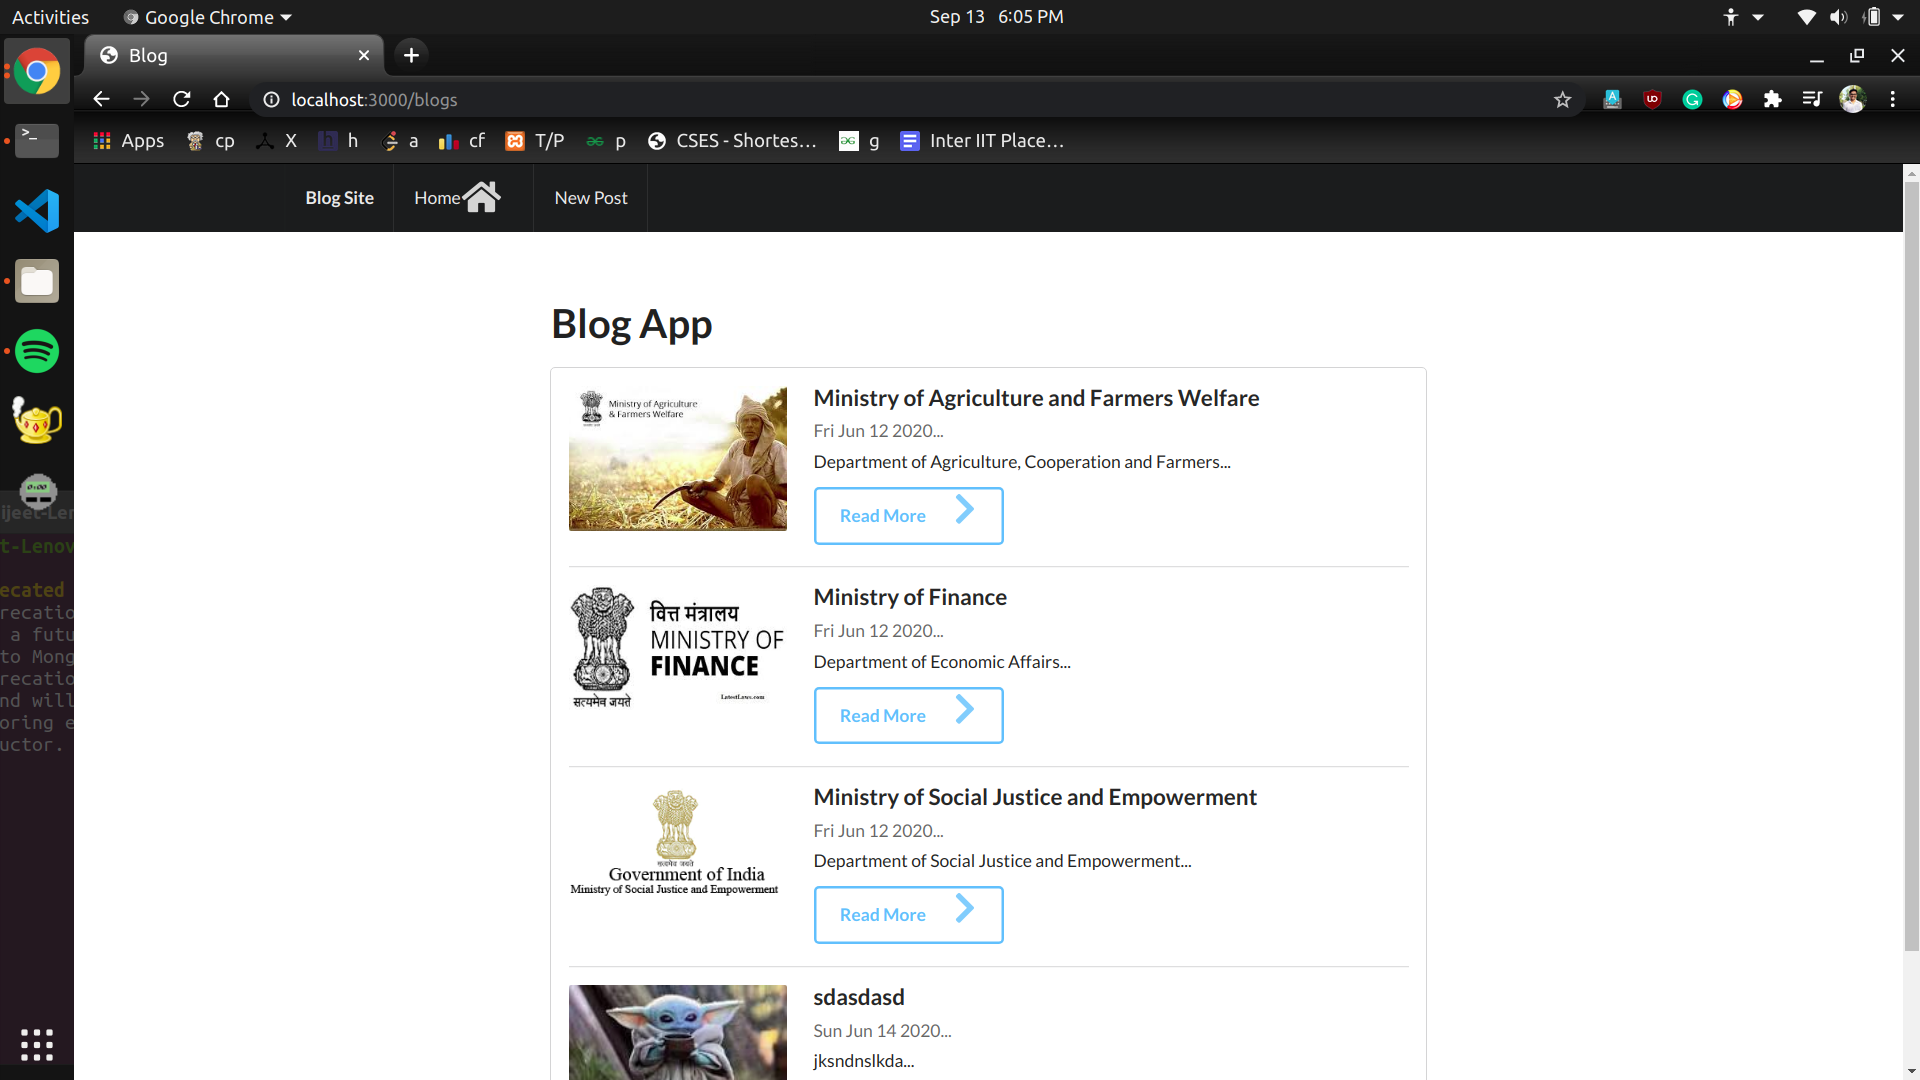 Activities
Google Chrome
Sep 13 6:05 PM
Blog
localhost:3000/blogs
Apps
cp
X
h
a
cf
T/P
p
CSES - Shortes...
g
Inter IIT Place...
Blog Site
Home
New Post
Blog App
Ministry of Agriculture
& Farmers Welfare
Ministry of Agriculture and Farmers Welfare
Fri Jun 12 2020...
Department of Agriculture, Cooperation and Farmers...
Read More
वित्त मंत्रालय
MINISTRY OF
FINANCE
सत्यमेव जयते
LatestLaws.com
Ministry of Finance
Fri Jun 12 2020...
Department of Economic Affairs...
Read More
सत्यमेव जयते
Government of India
Ministry of Social Justice and Empowerment
Ministry of Social Justice and Empowerment
Fri Jun 12 2020...
Department of Social Justice and Empowerment...
Read More
sdasdasd
Sun Jun 14 2020...
jksndnslkda...
ijeet-Len
t-Lenov
ecated
recatio
a futu
to Mong
recatio
nd will
oring e
uctor.